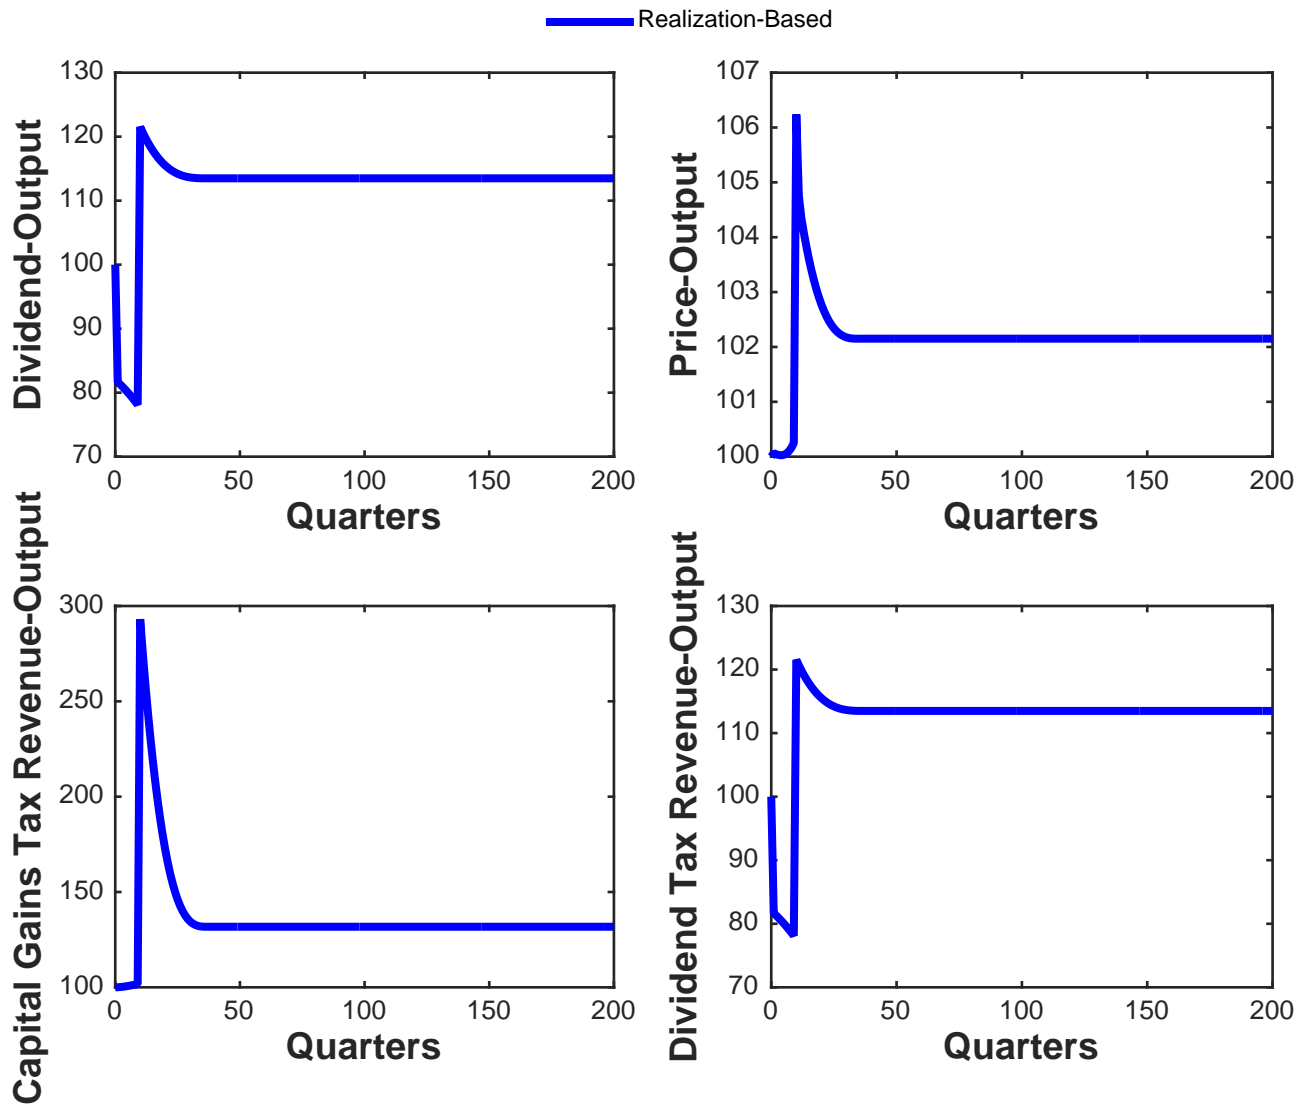 Realization-Based
130
120
110
100
90
80
70
0 50 100 150 200
Quarters
Dividend-Output
107
106
105
104
103
102
101
100
0 50 100 150 200
Quarters
Price-Output
300
250
200
150
100
0 50 100 150 200
Quarters
Capital Gains Tax Revenue-Output
130
120
110
100
90
80
70
0 50 100 150 200
Quarters
Dividend Tax Revenue-Output